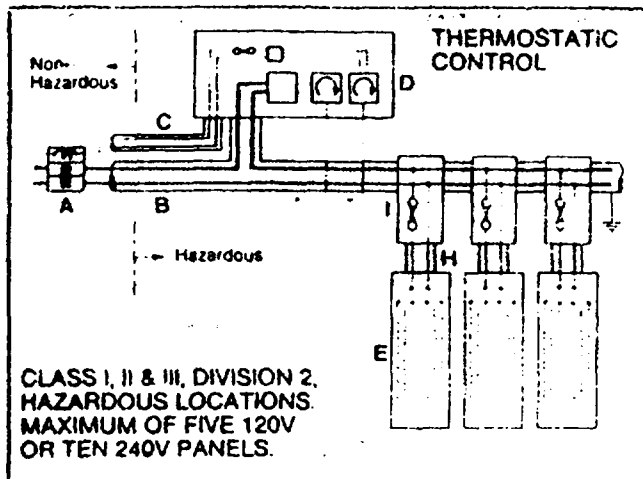 THERMOSTATIC
CONTROL
Non-
Hazardous
D
C
A
B
I
Hazardous
H
E
CLASS I, II & III, DIVISION 2,
HAZARDOUS LOCATIONS.
MAXIMUM OF FIVE 120V
OR TEN 240V PANELS.